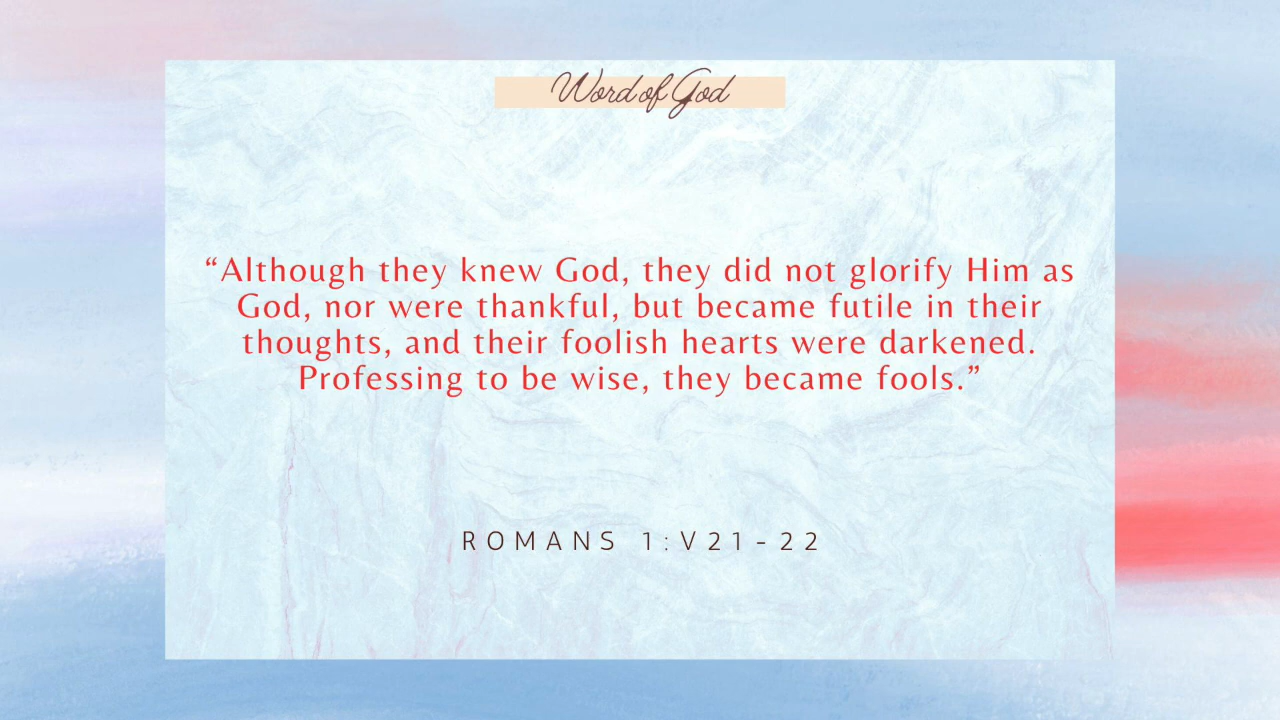 Word of God
“Although they knew God, they did not glorify Him as
God, nor were thankful, but became futile in their
thoughts, and their foolish hearts were darkened.
Professing to be wise, they became fools.”
ROMANS 1:V21-22